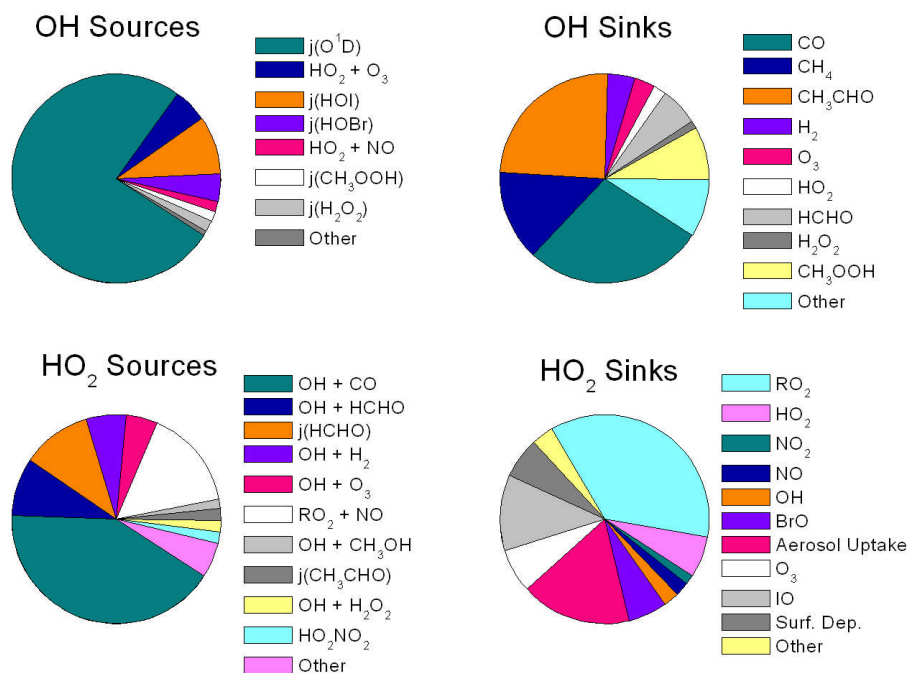 OH Sources
j(O¹D)
HO₂ + O₃
j(HOI)
j(HOBr)
HO₂ + NO
j(CH₃OOH)
j(H₂O₂)
Other
OH Sinks
CO
CH₄
CH₃CHO
H₂
O₃
HO₂
HCHO
H₂O₂
CH₃OOH
Other
HO₂ Sources
OH + CO
OH + HCHO
j(HCHO)
OH + H₂
OH + O₃
RO₂ + NO
OH + CH₃OH
j(CH₃CHO)
OH + H₂O₂
HO₂NO₂
Other
HO₂ Sinks
RO₂
HO₂
NO₂
NO
OH
BrO
Aerosol Uptake
O₃
IO
Surf. Dep.
Other